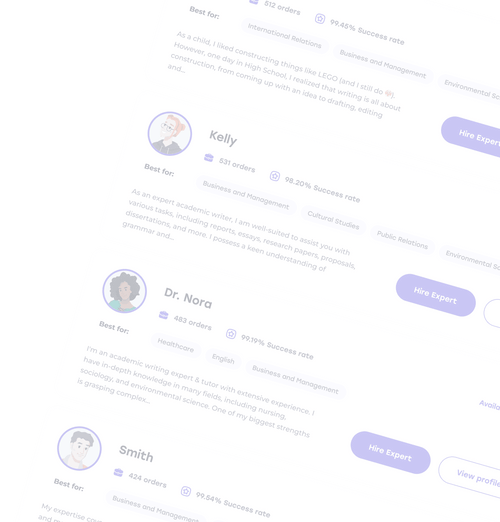 512 orders 99.45% Success rate
Best for: International Relations Business and Management Environmental Sc
As a child, I liked constructing things like LEGO (and I still do
However, one day in High School, I realized that writing is all about
construction, from coming up with an idea to drafting, editing
and...
Hire Expert
Kelly
531 orders 98.20% Success rate
Best for: Business and Management Cultural Studies Public Relations Environmental Sc
As an expert academic writer, I am well-suited to assist you with
various tasks, including reports, essays, research papers, proposals,
dissertations, and more. I possess a keen understanding of
grammar and...
Hire Expert
Dr. Nora
483 orders 99.19% Success rate
Best for: Healthcare English Business and Management
I'm an academic writing expert & tutor with extensive experience. I
have in-depth knowledge in many fields, including nursing,
sociology, and environmental science. One of my biggest strengths
is grasping complex...
Availa
Hire Expert View profile
Smith
424 orders 99.54% Success rate
Best for: Business and Management
My expertise
and